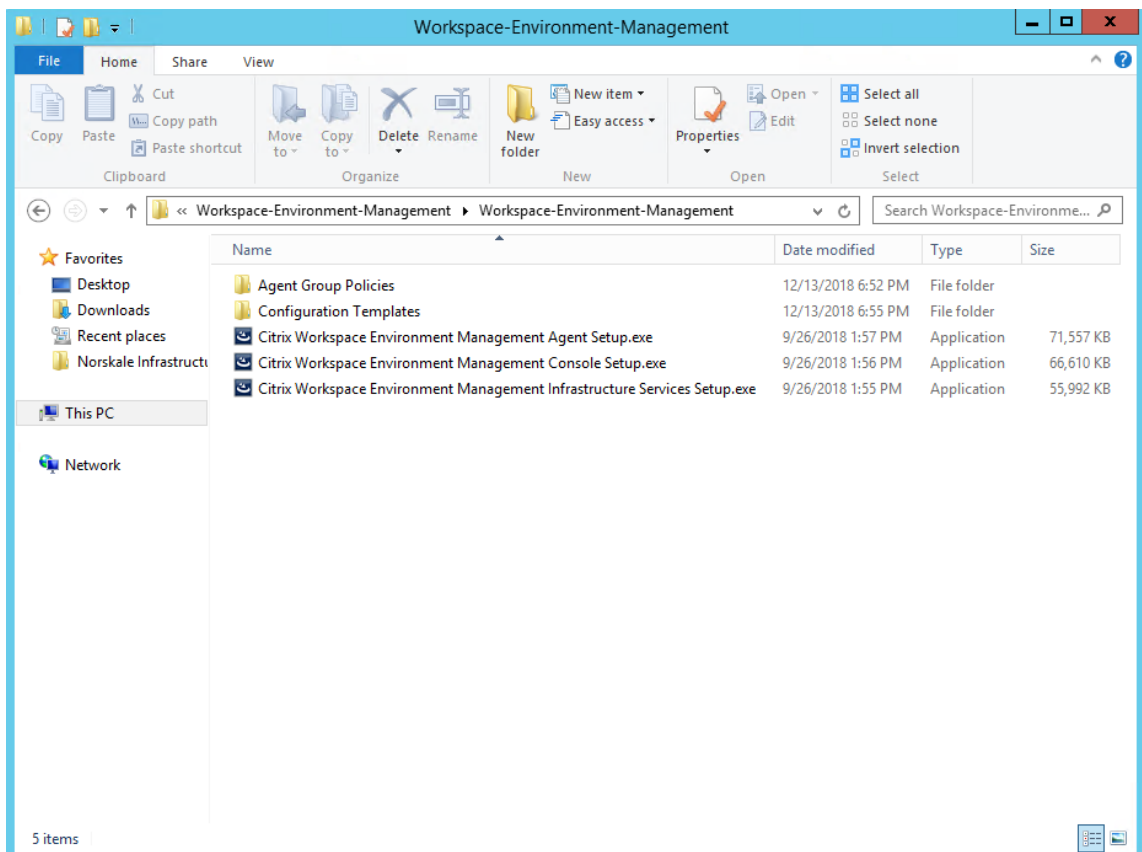 Workspace-Environment-Management
File Home Share View
Copy
Paste
Cut
Copy path
Paste shortcut
Clipboard
Move to
Copy to
Delete
Rename
Organize
New folder
New item
Easy access
New
Properties
Open
Edit
Open
Select all
Select none
Invert selection
Select
« Workspace-Environment-Management Workspace-Environment-Management
Search Workspace-Environme...
Favorites
Desktop
Downloads
Recent places
Norskale Infrastructu
This PC
Network
Name Date modified Type Size
Agent Group Policies 12/13/2018 6:52 PM File folder
Configuration Templates 12/13/2018 6:55 PM File folder
Citrix Workspace Environment Management Agent Setup.exe 9/26/2018 1:57 PM Application 71,557 KB
Citrix Workspace Environment Management Console Setup.exe 9/26/2018 1:56 PM Application 66,610 KB
Citrix Workspace Environment Management Infrastructure Services Setup.exe 9/26/2018 1:55 PM Application 55,992 KB
5 items